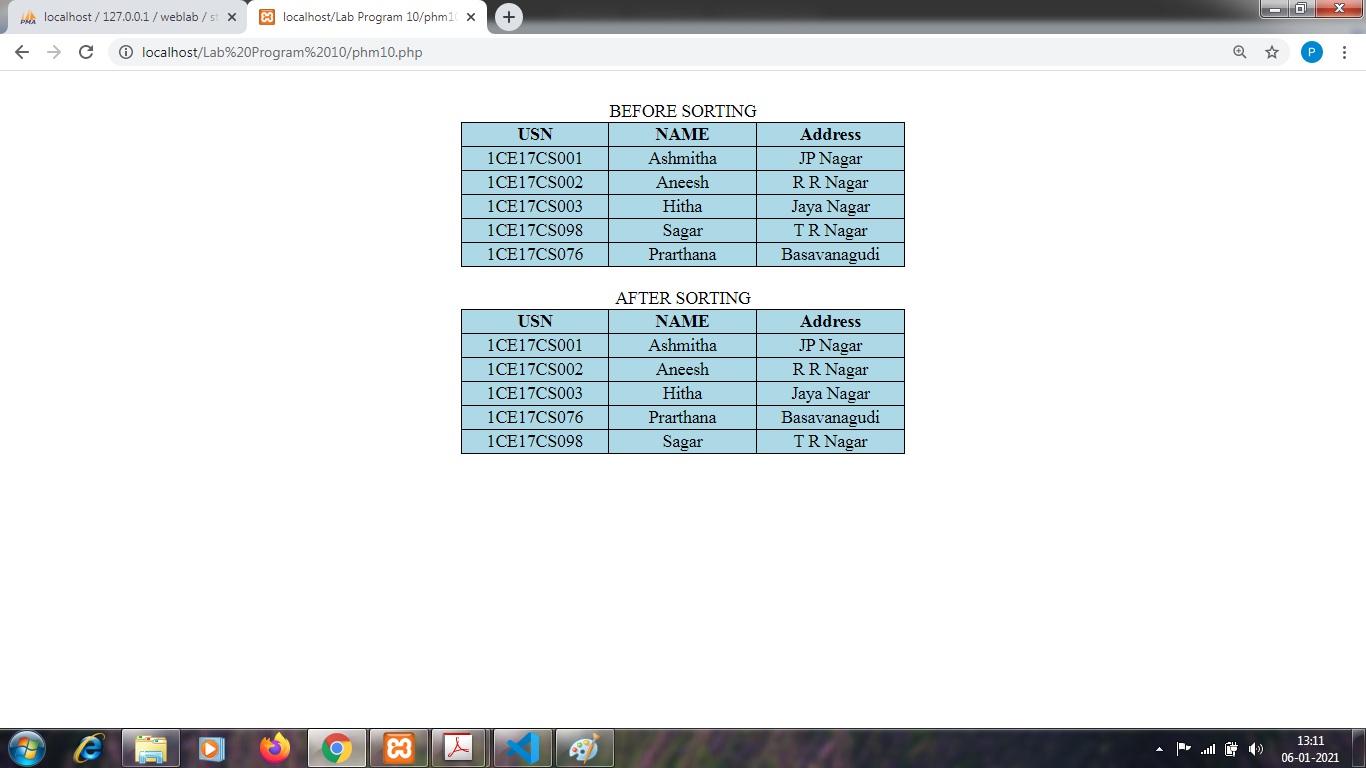 localhost / 127.0.0.1 / weblab / st
localhost/Lab Program 10/phm10
localhost/Lab%20Program%2010/phm10.php
P
BEFORE SORTING
USN NAME Address
1CE17CS001 Ashmitha JP Nagar
1CE17CS002 Aneesh R R Nagar
1CE17CS003 Hitha Jaya Nagar
1CE17CS098 Sagar T R Nagar
1CE17CS076 Prarthana Basavanagudi
AFTER SORTING
USN NAME Address
1CE17CS001 Ashmitha JP Nagar
1CE17CS002 Aneesh R R Nagar
1CE17CS003 Hitha Jaya Nagar
1CE17CS076 Prarthana Basavanagudi
1CE17CS098 Sagar T R Nagar
13:11
06-01-2021